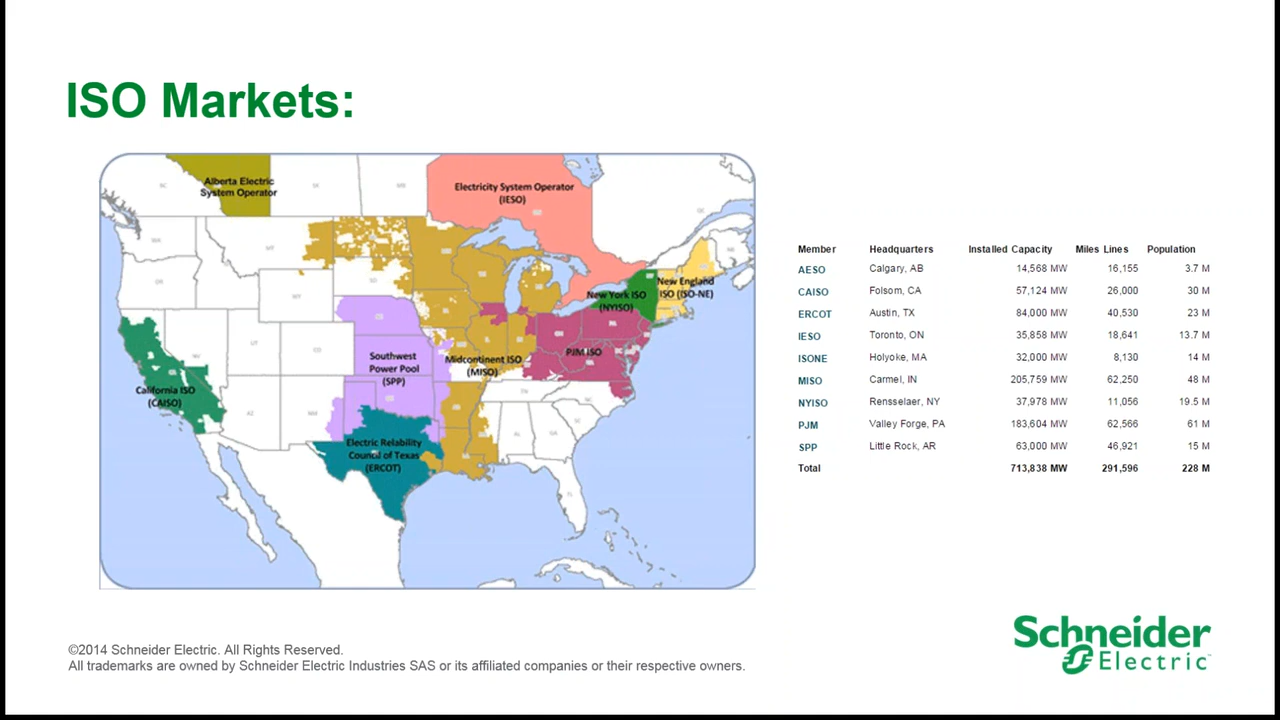 ISO Markets:
Alberta Electric
System Operator
Electricity System Operator
(IESO)
New England
ISO (ISO-NE)
New York ISO
(NYISO)
PJM ISO
Midcontinent ISO
(MISO)
Southwest
Power Pool
(SPP)
California ISO
(CAISO)
Electric Reliability
Council of Texas
(ERCOT)
Member Headquarters Installed Capacity Miles Lines Population
AESO Calgary, AB 14,568 MW 16,155 3.7 M
CAISO Folsom, CA 57,124 MW 26,000 30 M
ERCOT Austin, TX 84,000 MW 40,530 23 M
IESO Toronto, ON 35,858 MW 18,641 13.7 M
ISONE Holyoke, MA 32,000 MW 8,130 14 M
MISO Carmel, IN 205,759 MW 62,250 48 M
NYISO Rensselaer, NY 37,978 MW 11,056 19.5 M
PJM Valley Forge, PA 183,604 MW 62,566 61 M
SPP Little Rock, AR 63,000 MW 46,921 15 M
Total 713,838 MW 291,596 228 M
©2014 Schneider Electric. All Rights Reserved.
All trademarks are owned by Schneider Electric Industries SAS or its affiliated companies or their respective owners.
Schneider
Electric